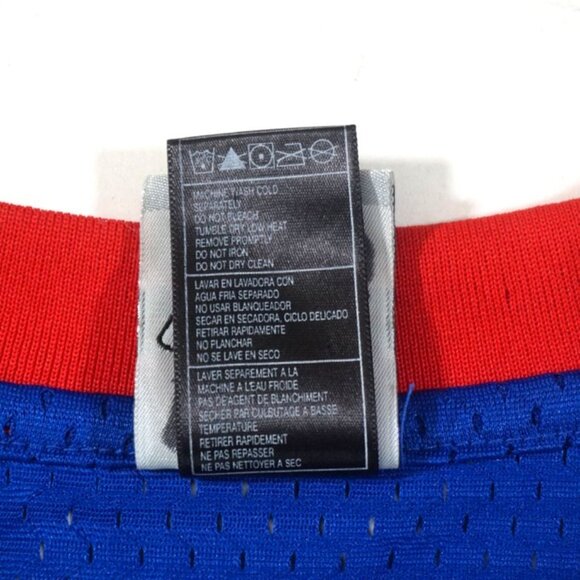 MACHINE WASH COLD
SEPARATELY
DO NOT BLEACH
TUMBLE DRY LOW HEAT
REMOVE PROMPTLY
DO NOT IRON
DO NOT DRY CLEAN
LAVAR EN LAVADORA CON
AGUA FRIA SEPARADO
NO USAR BLANQUEADOR
SECAR EN SECADORA, CICLO DELICADO
RETIRAR RAPIDAMENTE
NO PLANCHAR
NO SE LAVE EN SECO
LAVER SEPAREMENT A LA
MACHINE A L'EAU FROIDE
PAS DE AGENT DE BLANCHIMENT
SECHER PAR CULBUTAGE A BASSE
TEMPERATURE
RETIRER RAPIDEMENT
NE PAS REPASSER
NE PAS NETTOYER A SEC